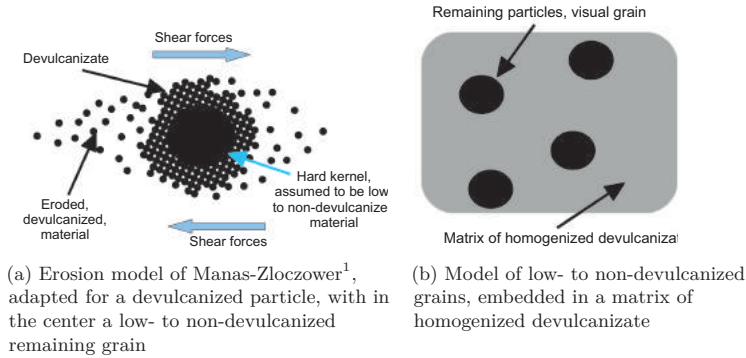 Shear forces
Devulcanizate
Hard kernel,
assumed to be low
to non-devulcanize
material
Eroded,
devulcanized,
material
Shear forces
(a) Erosion model of Manas-Zloczower1,
adapted for a devulcanized particle, with in
the center a low- to non-devulcanized
remaining grain
Remaining particles, visual grain
Matrix of homogenized devulcanizat
(b) Model of low- to non-devulcanized
grains, embedded in a matrix of
homogenized devulcanizate